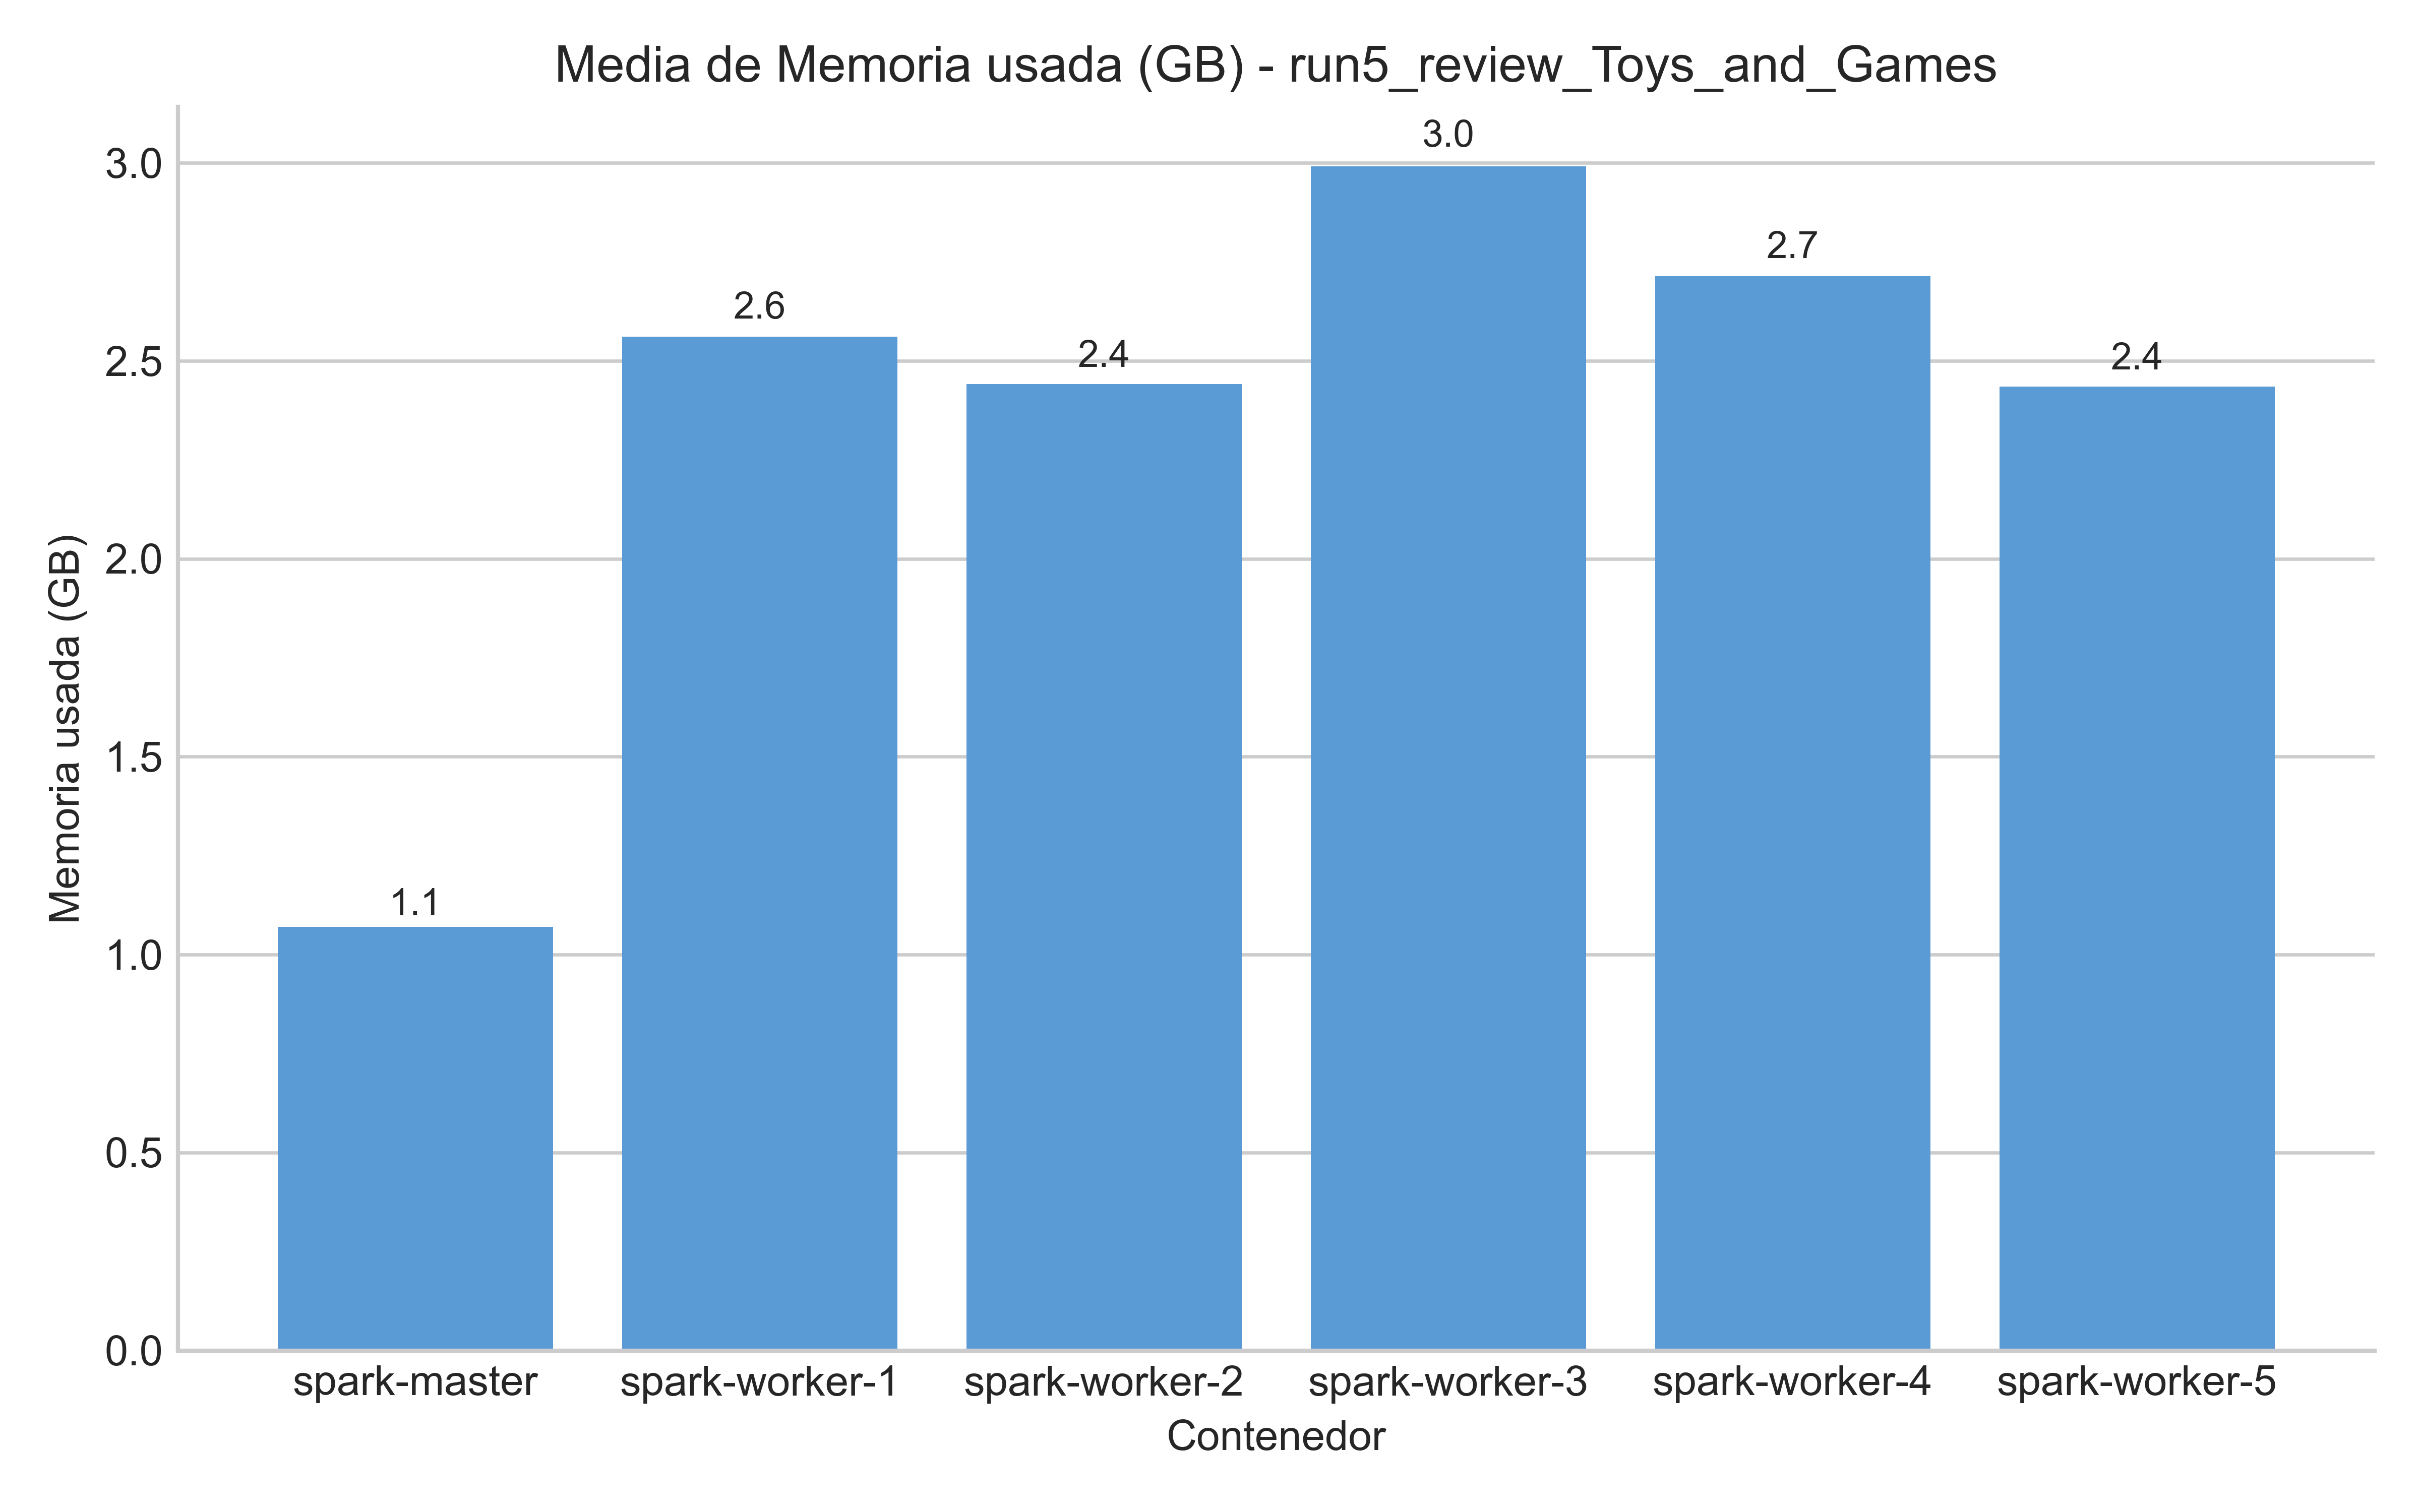 Media de Memoria usada (GB) - run5_review_Toys_and_Games
Memoria usada (GB)
3.0
2.5
2.0
1.5
1.0
0.5
0.0
1.1
2.6
2.4
3.0
2.7
2.4
spark-master
spark-worker-1
spark-worker-2
spark-worker-3
spark-worker-4
spark-worker-5
Contenedor